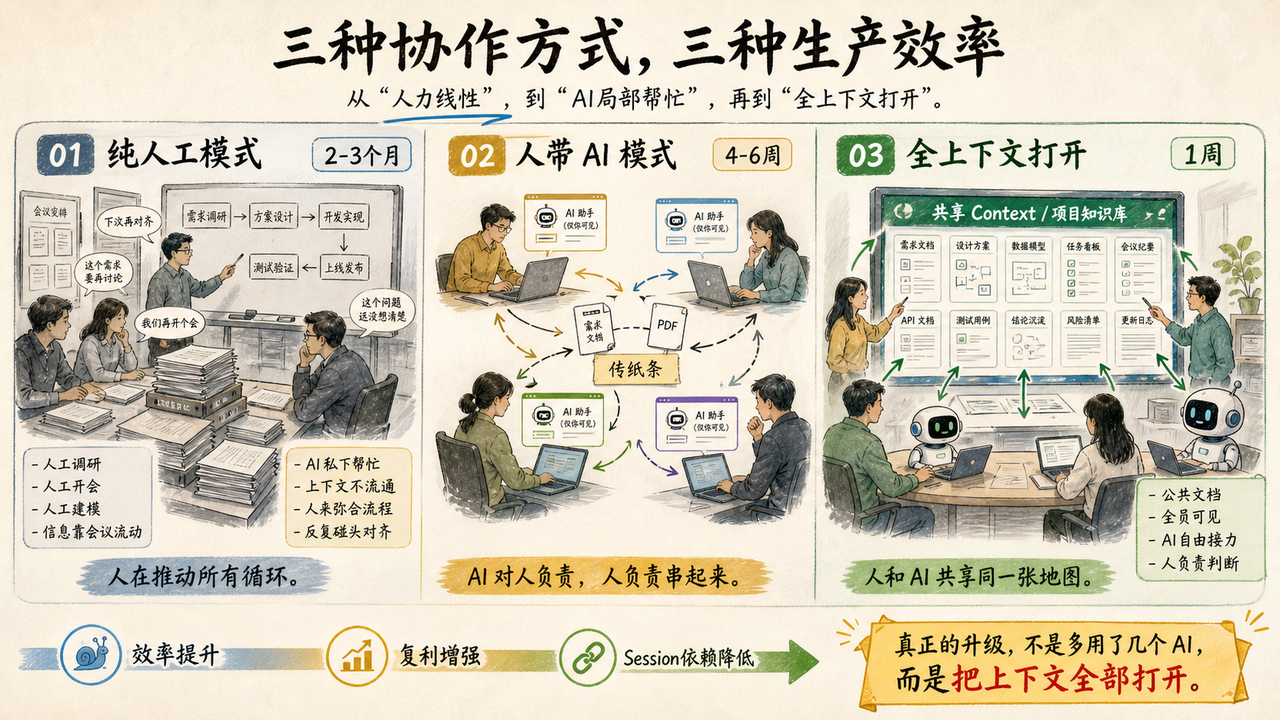 三种协作方式，三种生产效率
从“人力线性”，到“AI局部帮忙”，再到“全上下文打开”。
01 纯人工模式
2-3个月
会议安排
下次再对齐
这个需求
要再讨论
我们再开个会
这个问题
还没想清楚
需求调研
方案设计
开发实现
测试验证
上线发布
- 人工调研
- 人工开会
- 人工建模
- 信息靠会议流动
- AI 私下帮忙
- 上下文不流通
- 人来弥合流程
- 反复碰头对齐
人在推动所有循环。
02 人带 AI 模式
4-6周
AI 助手
(仅你可见)
AI 助手
(仅你可见)
需求
文档
PDF
传纸条
AI 助手
(仅你可见)
AI 助手
(仅你可见)
AI 对人负责，人负责串起来。
03 全上下文打开
1周
共享 Context / 项目知识库
需求文档
设计方案
数据模型
任务看板
会议纪要
API 文档
测试用例
结论沉淀
风险清单
更新日志
- 公共文档
- 全员可见
- AI自由接力
- 人负责判断
人和 AI 共享同一张地图。
效率提升
复利增强
Session依赖降低
真正的升级，不是多用了几个 AI，
而是把上下文全部打开。